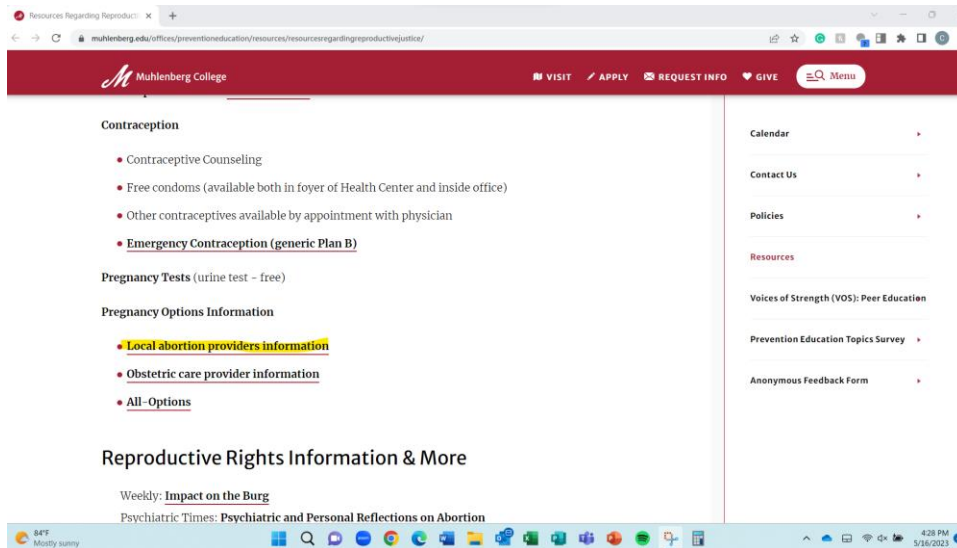 Resources Regarding Reproducti
muhlenberg.edu/offices/preventioneducation/resources/resourcesregardingreproductivejustice/
M Muhlenberg College
VISIT
APPLY
REQUEST INFO
GIVE
Menu
Contraception
Contraceptive Counseling
Free condoms (available both in foyer of Health Center and inside office)
Other contraceptives available by appointment with physician
Emergency Contraception (generic Plan B)
Pregnancy Tests (urine test - free)
Pregnancy Options Information
Local abortion providers information
Obstetric care provider information
All-Options
Reproductive Rights Information & More
Weekly: Impact on the Burg
Psychiatric Times: Psychiatric and Personal Reflections on Abortion
Calendar
Contact Us
Policies
Resources
Voices of Strength (VOS): Peer Education
Prevention Education Topics Survey
Anonymous Feedback Form
84°F
Mostly sunny
4:28 PM
5/16/2023